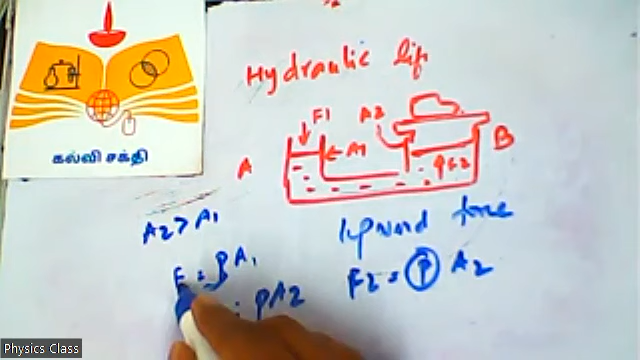 Hydraulic lift
கல்வி சக்தி
F1
A2
A
A1
B
A2 > A1
upward force
F = PA1
F2 = P A2
= PA2
Physics Class